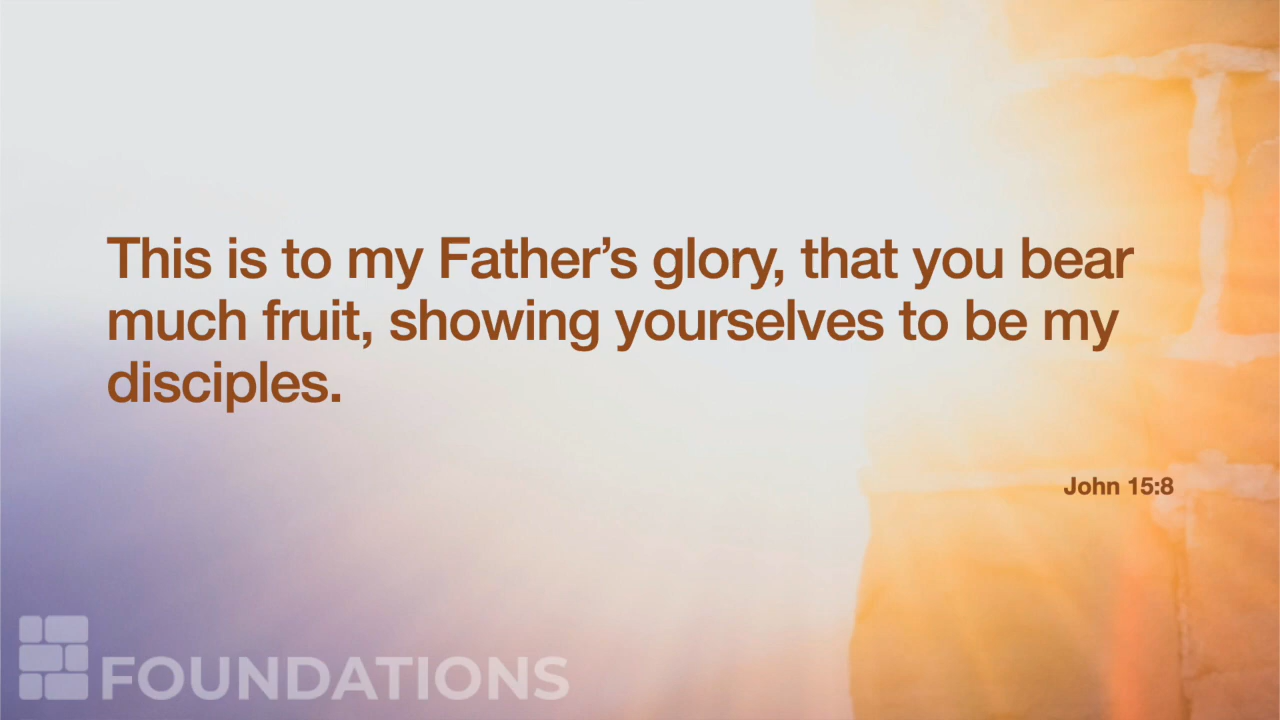 This is to my Father’s glory, that you bear
much fruit, showing yourselves to be my
disciples.
John 15:8
FOUNDATIONS